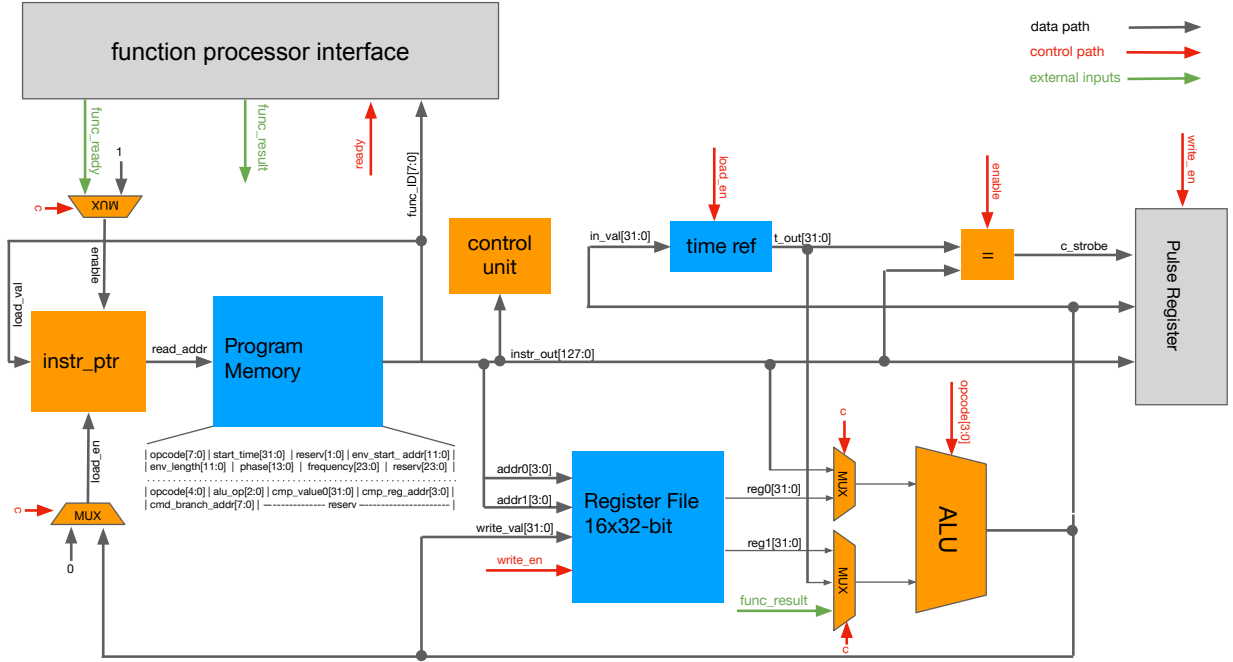 function processor interface
data path
control path
external inputs
func_ready
func_result
ready
func_ID[7:0]
1
c
MUX
enable
load_val
control
unit
load_en
in_val[31:0]
time ref
t_out[31:0]
enable
=
c_strobe
write_ en
Pulse Register
instr_ptr
read_addr
Program
Memory
instr_out[127:0]
load_en
| opcode[7:0] | start_time[31:0] | reserv[1:0] | env_start_ addr[11:0] |
env_length[11:0] | phase[13:0] | frequency[23:0] | reserv[23:0] |
| opcode[4:0] | alu_op[2:0] | cmp_value0[31:0] | cmp_reg_addr[3:0] |
cmd_branch_addr[7:0] | ---------------- reserv --------------------- |
c
MUX
0
addr0[3:0]
addr1[3:0]
write_val[31:0]
write_en
Register File
16x32-bit
reg0[31:0]
reg1[31:0]
func_result
c
MUX
MUX
c
opcode[3:0]
ALU